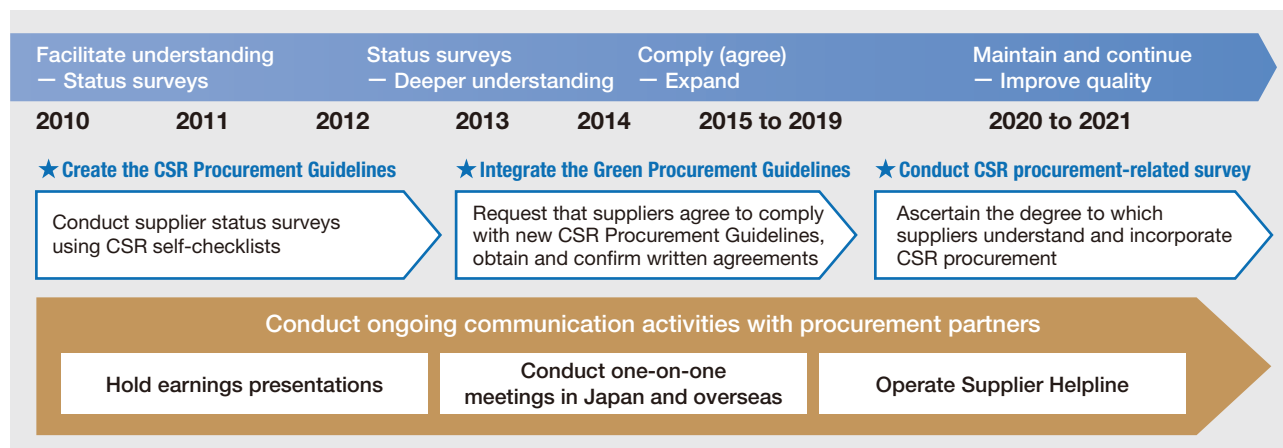 Facilitate understanding
— Status surveys
Status surveys
— Deeper understanding
Comply (agree)
— Expand
Maintain and continue
— Improve quality
2010
2011
2012
2013
2014
2015 to 2019
2020 to 2021
★ Create the CSR Procurement Guidelines
Conduct supplier status surveys
using CSR self-checklists
★ Integrate the Green Procurement Guidelines
Request that suppliers agree to comply
with new CSR Procurement Guidelines,
obtain and confirm written agreements
★ Conduct CSR procurement-related survey
Ascertain the degree to which
suppliers understand and incorporate
CSR procurement
Conduct ongoing communication activities with procurement partners
Hold earnings presentations
Conduct one-on-one
meetings in Japan and overseas
Operate Supplier Helpline